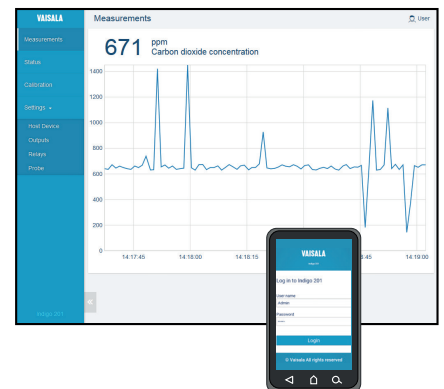 VAISALA
Measurements
User
Measurements
671 ppm
Carbon dioxide concentration
Status
Calibration
Settings
Host Device
Outputs
Relays
Probe
1400
1200
1000
800
600
400
200
0
14:17:45
14:18:00
14:18:15
:45
14:19:00
Indigo 201
VAISALA
Log in to Indigo 201
User name
Admin
Password
Login
© Vaisala All rights reserved